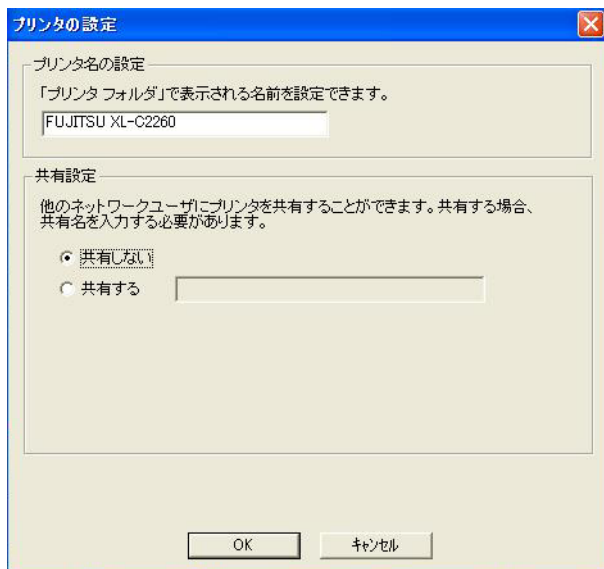 プリンタの設定
プリンタ名の設定
「プリンタ フォルダ」で表示される名前を設定できます。
FUJITSU XL-C2260
共有設定
他のネットワークユーザにプリンタを共有することができます。共有する場合、
共有名を入力する必要があります。
共有しない
共有する
OK
キャンセル